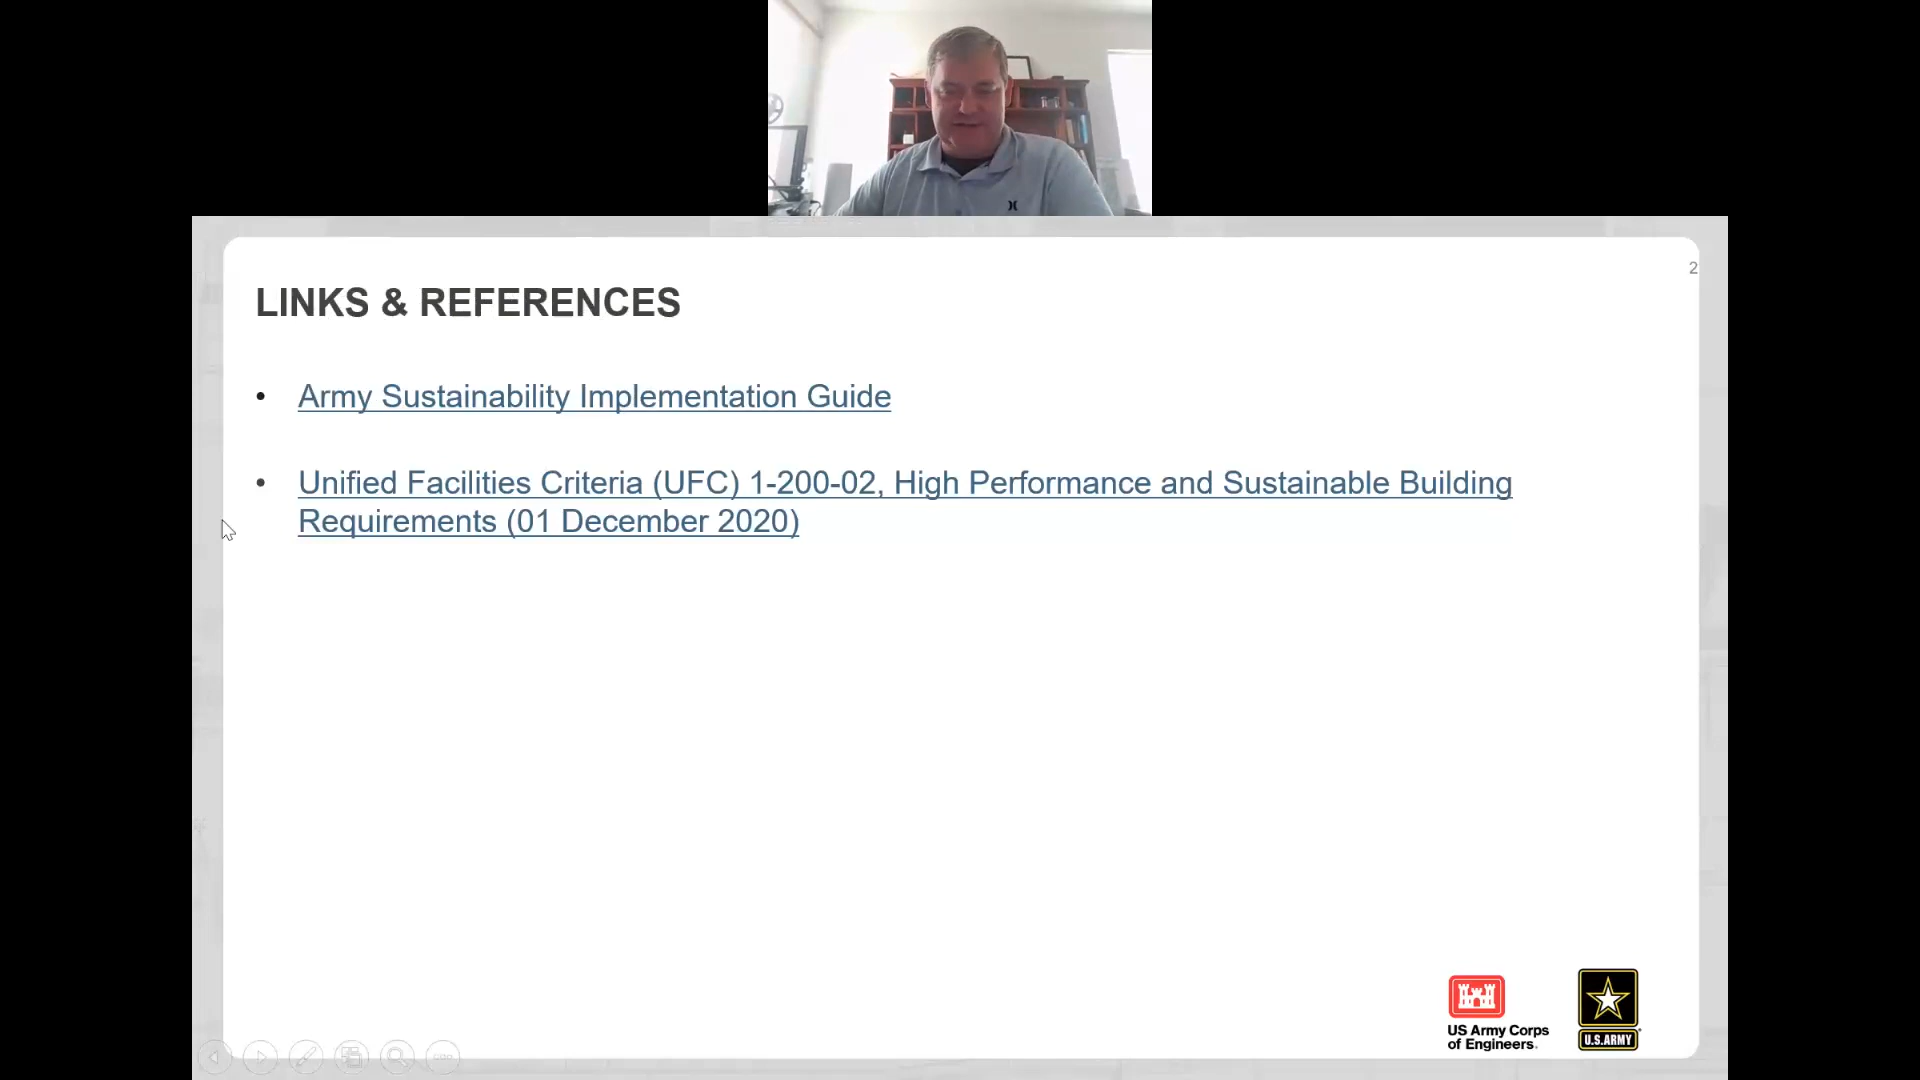 2
LINKS & REFERENCES
• Army Sustainability Implementation Guide
• Unified Facilities Criteria (UFC) 1-200-02, High Performance and Sustainable Building
Requirements (01 December 2020)
US Army Corps
of Engineers.
U.S.ARMY